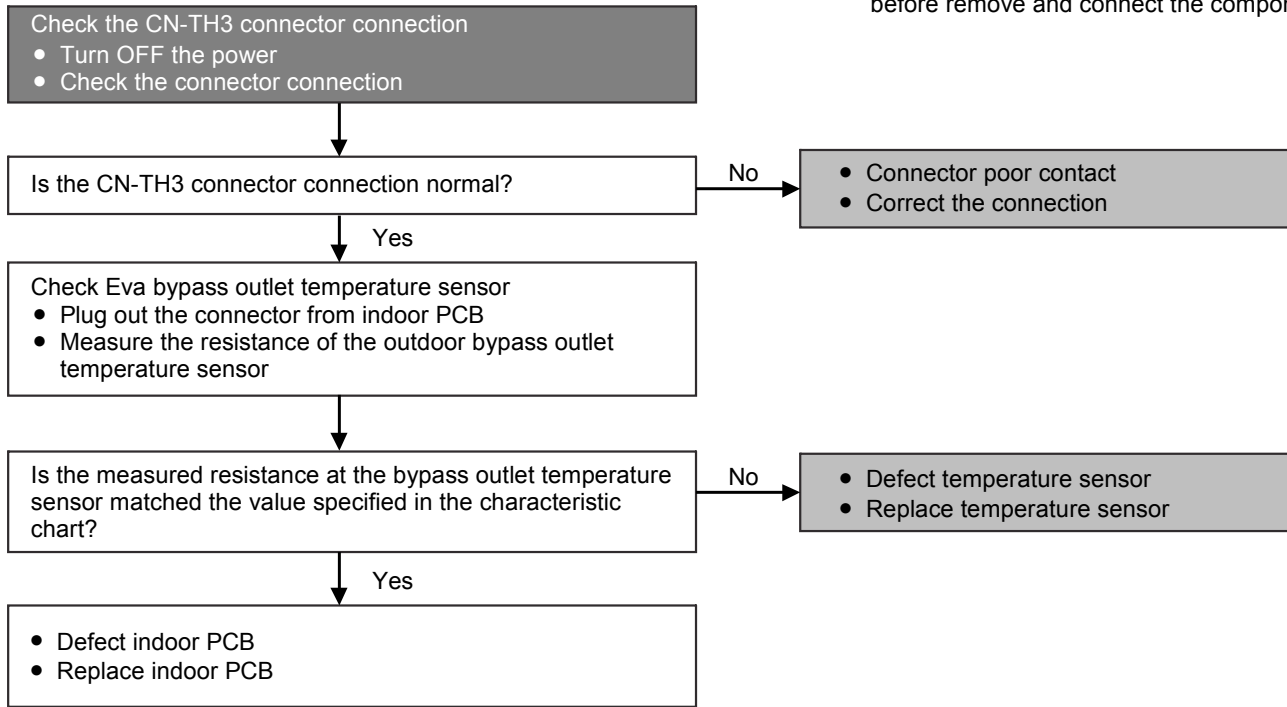 before remove and connect the compo
Check the CN-TH3 connector connection
• Turn OFF the power
• Check the connector connection
Is the CN-TH3 connector connection normal?
No
• Connector poor contact
• Correct the connection
Yes
Check Eva bypass outlet temperature sensor
• Plug out the connector from indoor PCB
• Measure the resistance of the outdoor bypass outlet
temperature sensor
Is the measured resistance at the bypass outlet temperature
sensor matched the value specified in the characteristic
chart?
No
• Defect temperature sensor
• Replace temperature sensor
Yes
• Defect indoor PCB
• Replace indoor PCB